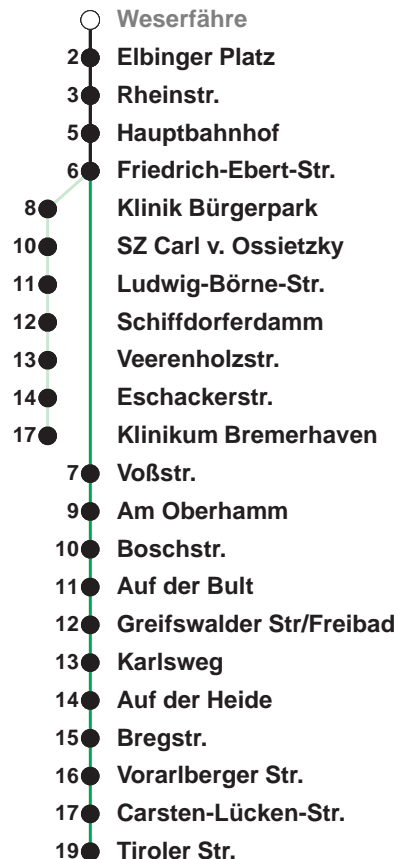 Weserfähre
2 Elbinger Platz
3 Rheinstr.
5 Hauptbahnhof
6 Friedrich-Ebert-Str.
8 Klinik Bürgerpark
10 SZ Carl v. Ossietzky
11 Ludwig-Börne-Str.
12 Schiffdorferdamm
13 Veerenholzstr.
14 Eschackerstr.
17 Klinikum Bremerhaven
7 Voßstr.
9 Am Oberhamm
10 Boschstr.
11 Auf der Bult
12 Greifswalder Str/Freibad
13 Karlsweg
14 Auf der Heide
15 Bregstr.
16 Vorarlberger Str.
17 Carsten-Lücken-Str.
19 Tiroler Str.